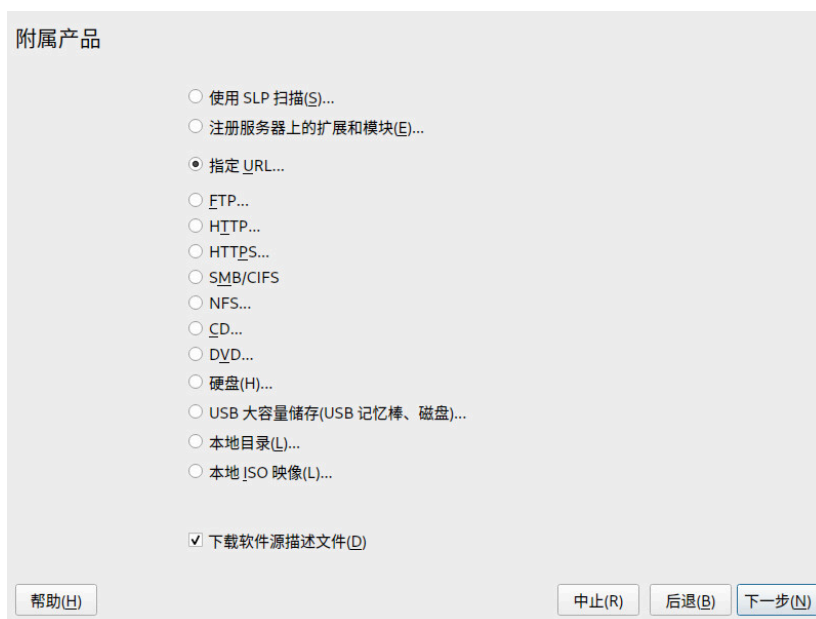 附属产品
使用 SLP 扫描(S)...
注册服务器上的扩展和模块(E)...
指定 URL...
FTP...
HTTP...
HTTPS...
SMB/CIFS
NFS...
CD...
DVD...
硬盘(H)...
USB 大容量储存(USB 记忆棒、磁盘)...
本地目录(L)...
本地 ISO 映像(L)...
下载软件源描述文件(D)
帮助(H) 中止(R) 后退(B) 下一步(N)